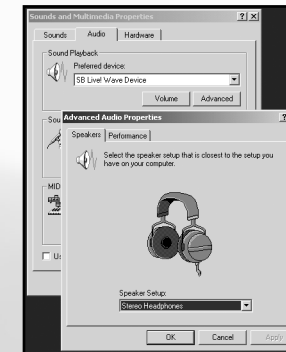 Sounds and Multimedia Properties
Sounds
Audio
Hardware
Sound Playback
Preferred device:
SB Live! Wave Device
Volume
Advanced
Sou
Advanced Audio Properties
Speakers
Performance
Select the speaker setup that is closest to the setup you
have on your computer.
MID
Us
Speaker Setup:
Stereo Headphones
OK
Cancel
Apply